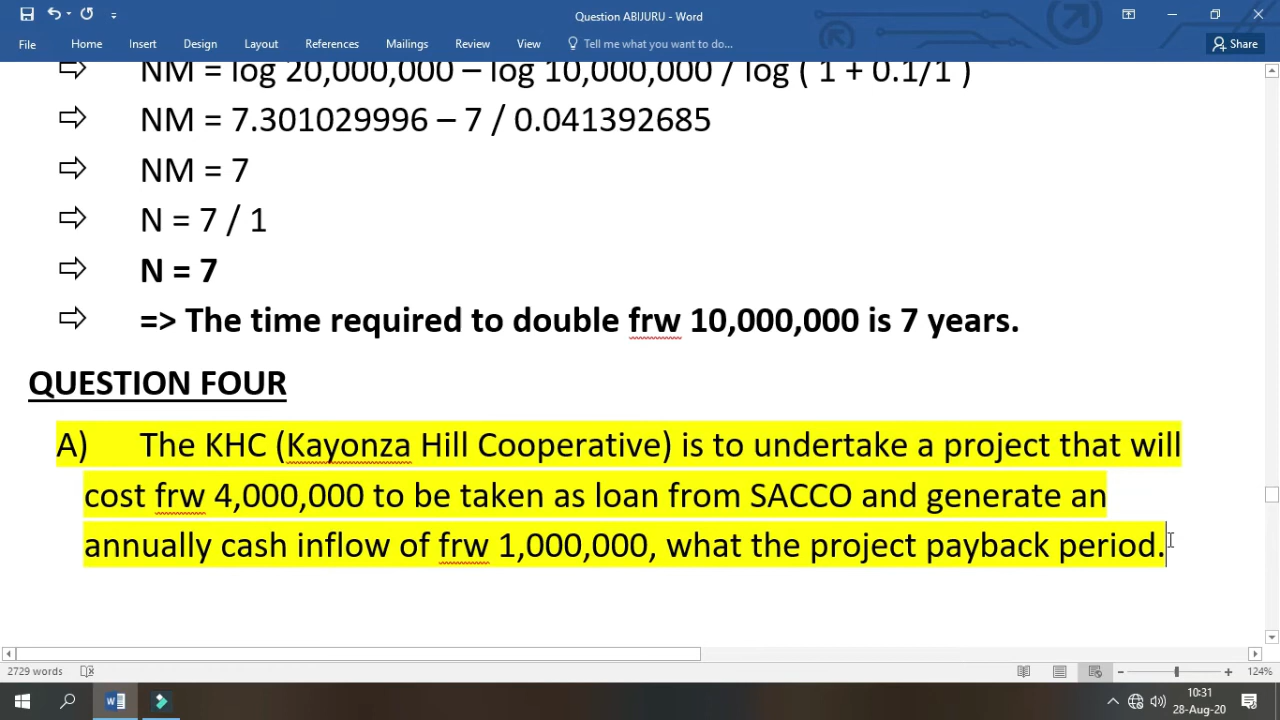 Question ABIJURU - Word
File Home Insert Design Layout References Mailings Review View Tell me what you want to do... Share
NM = log 20,000,000 – log 10,000,000 / log ( 1 + 0.1/1 )
NM = 7.301029996 – 7 / 0.041392685
NM = 7
N = 7 / 1
N = 7
=> The time required to double frw 10,000,000 is 7 years.
QUESTION FOUR
A) The KHC (Kayonza Hill Cooperative) is to undertake a project that will
cost frw 4,000,000 to be taken as loan from SACCO and generate an
annually cash inflow of frw 1,000,000, what the project payback period.
2729 words 124%
10:31
28-Aug-20